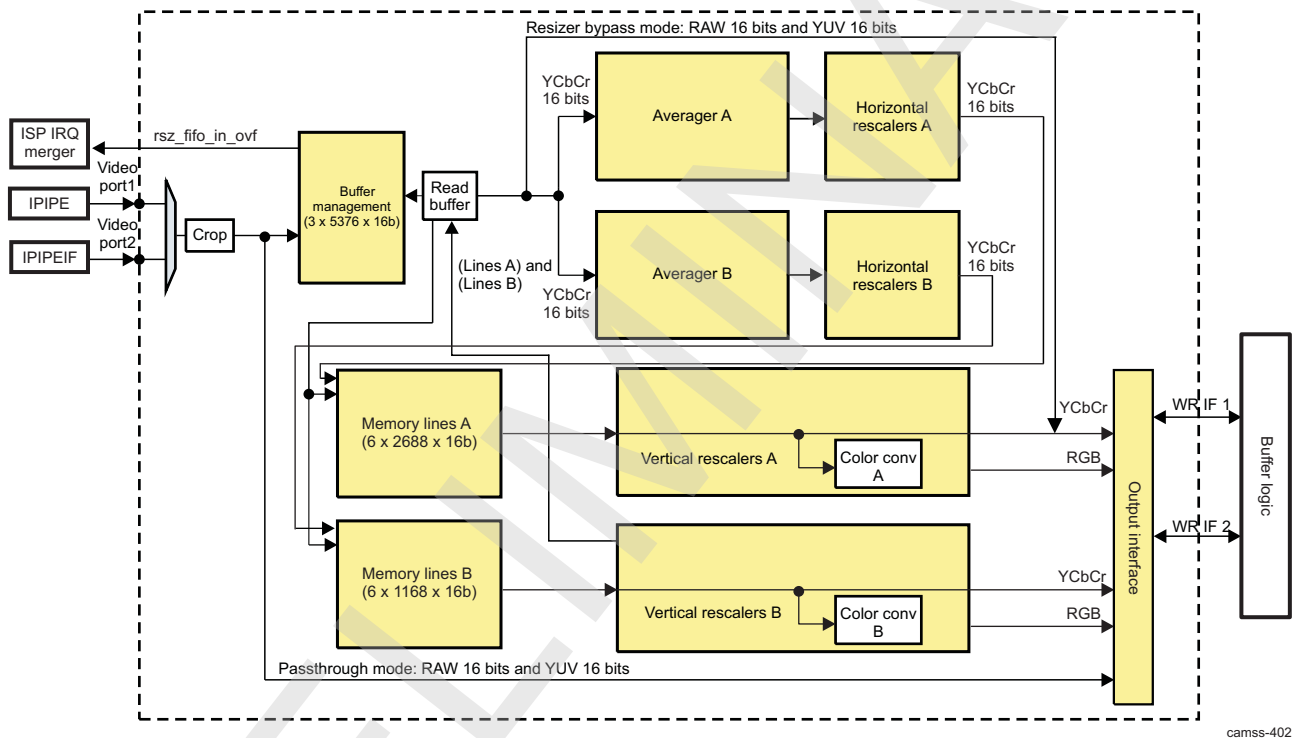 Resizer bypass mode: RAW 16 bits and YUV 16 bits
YCbCr
16 bits
Averager A
Horizontal
rescalers A
YCbCr
16 bits
ISP IRQ
merger
rsz_fifo_in_ovf
Video
port1
IPIPE
Video
port2
IPIPEIF
Crop
Buffer
management
(3 x 5376 x 16b)
Read
buffer
(Lines A) and
(Lines B)
YCbCr
16 bits
Averager B
Horizontal
rescalers B
YCbCr
16 bits
Memory lines A
(6 x 2688 x 16b)
Vertical rescalers A
Color conv
A
YCbCr
RGB
Memory lines B
(6 x 1168 x 16b)
Vertical rescalers B
Color conv
B
YCbCr
RGB
Output interface
WR IF 1
WR IF 2
Buffer logic
Passthrough mode: RAW 16 bits and YUV 16 bits
camss-402